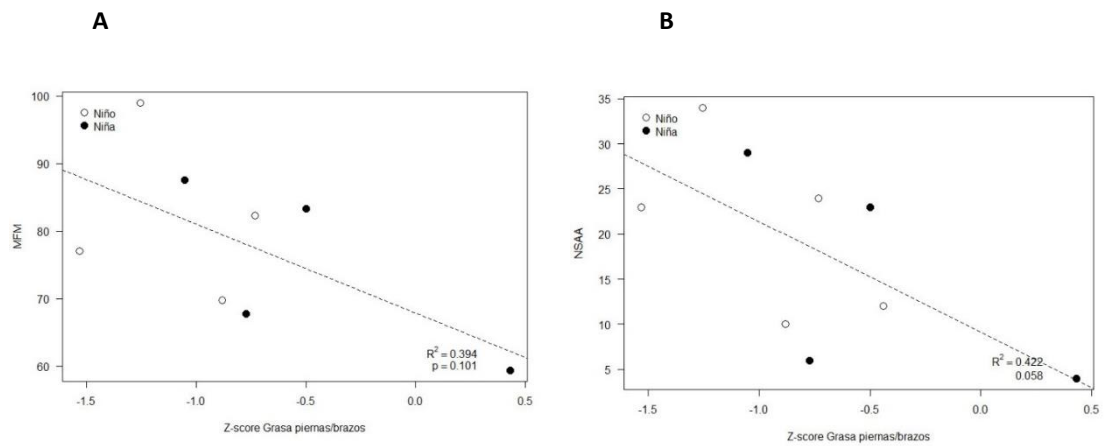 A
B
100
90
80
70
60
MFM
Niño
Niña
R² = 0.394
p = 0.101
-1.5 -1.0 -0.5 0.0 0.5
Z-score Grasa piernas/brazos
35
30
25
20
15
10
5
NSAA
Niño
Niña
R² = 0.422
0.058
-1.5 -1.0 -0.5 0.0 0.5
Z-score Grasa piernas/brazos